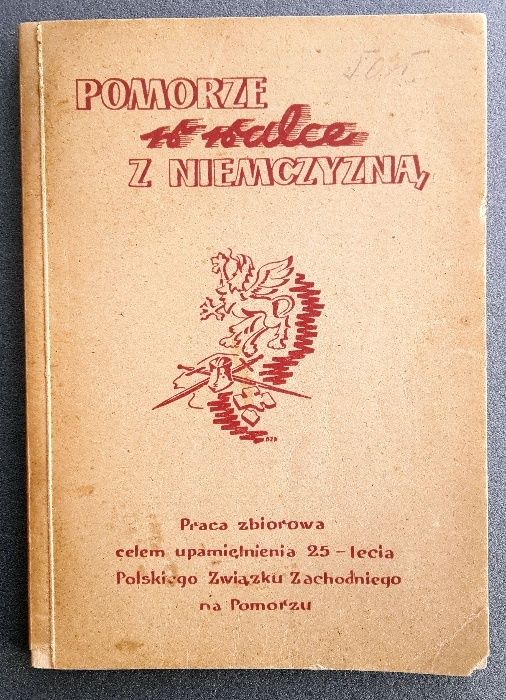 POMORZE
w walce
Z NIEMCZYZNĄ
Praca zbiorowa
celem upamiętnienia 25-lecia
Polskiego Związku Zachodniego
na Pomorzu